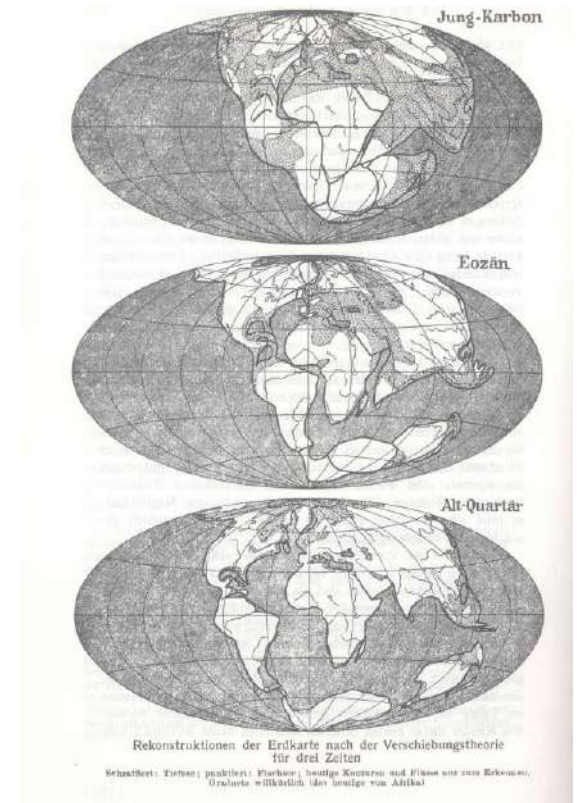 Jung-Karbon
Eozän
Alt-Quartär
Rekonstruktionen der Erdkarte nach der Verschiebungstheorie
für drei Zeiten
Schraffiert: Tiefsee; punktiert: Flachsee; heutige Konturen und Flüsse nur zum Erkennen.
Gradnetz willkürlich (das heutige von Afrika)